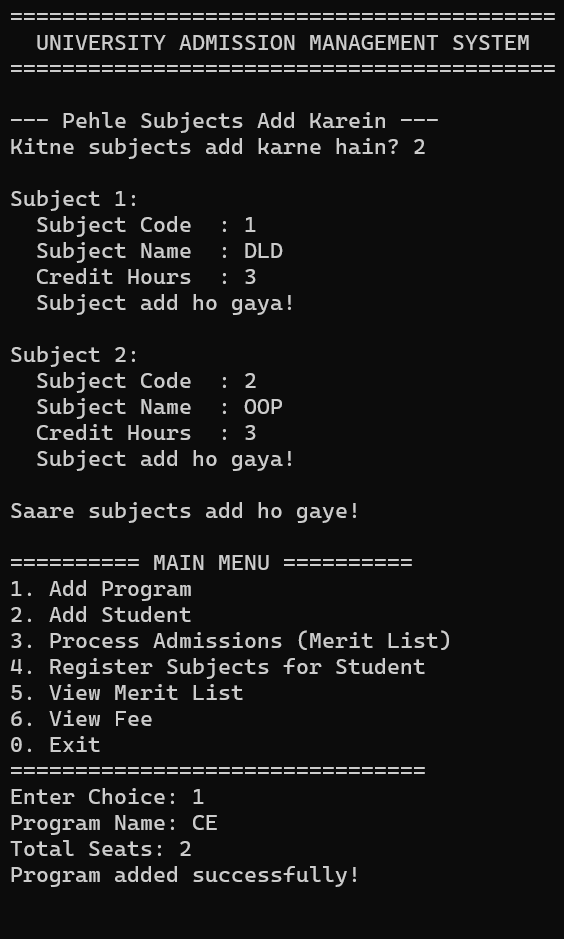 ==========================================
  UNIVERSITY ADMISSION MANAGEMENT SYSTEM
==========================================

--- Pehle Subjects Add Karein ---
Kitne subjects add karne hain? 2

Subject 1:
  Subject Code  : 1
  Subject Name  : DLD
  Credit Hours  : 3
  Subject add ho gaya!

Subject 2:
  Subject Code  : 2
  Subject Name  : OOP
  Credit Hours  : 3
  Subject add ho gaya!

Saare subjects add ho gaye!

========== MAIN MENU ==========
1. Add Program
2. Add Student
3. Process Admissions (Merit List)
4. Register Subjects for Student
5. View Merit List
6. View Fee
0. Exit
================================
Enter Choice: 1
Program Name: CE
Total Seats: 2
Program added successfully!